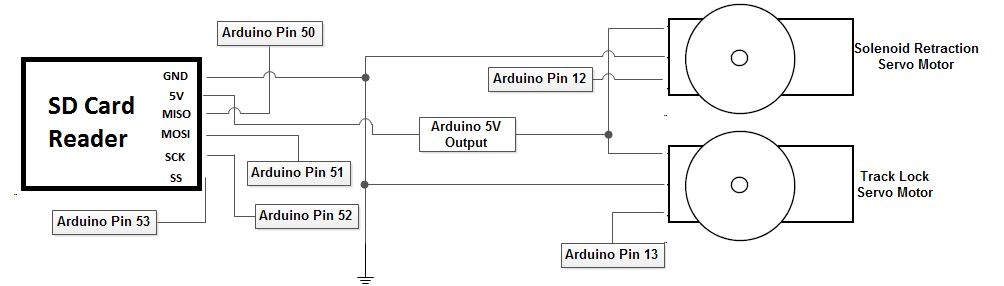 Arduino Pin 50
SD Card
Reader
GND
5V
MISO
MOSI
SCK
SS
Arduino Pin 51
Arduino Pin 52
Arduino Pin 53
Arduino 5V
Output
Arduino Pin 12
Solenoid Retraction
Servo Motor
Track Lock
Servo Motor
Arduino Pin 13